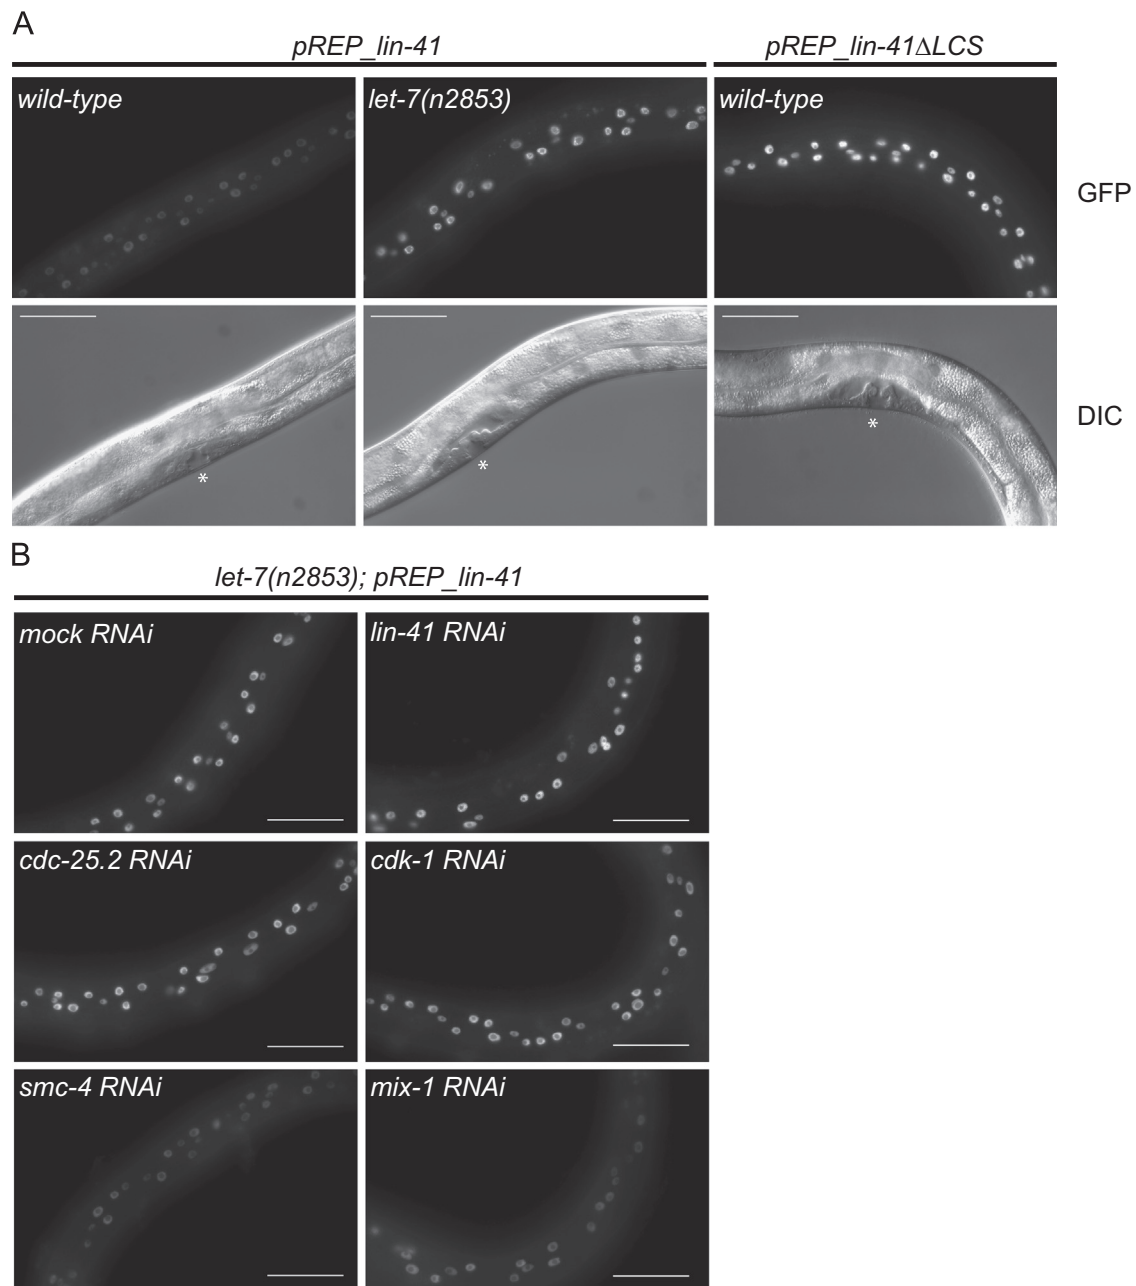 A
pREP_lin-41
pREP_lin-41ΔLCS
wild-type
let-7(n2853)
wild-type
GFP
*
*
*
DIC
B
let-7(n2853); pREP_lin-41
mock RNAi
lin-41 RNAi
cdc-25.2 RNAi
cdk-1 RNAi
smc-4 RNAi
mix-1 RNAi